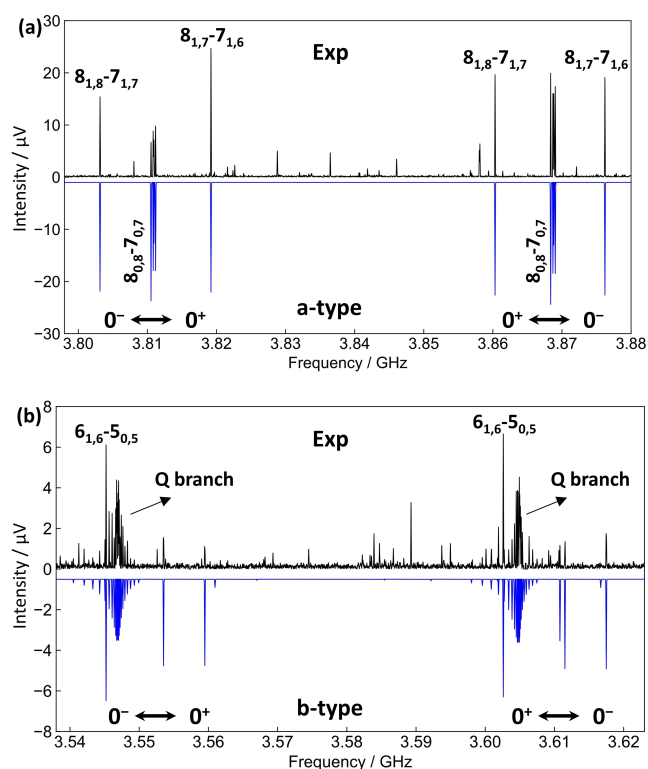 (a)
30
20
10
0
−10
−20
−30
Intensity / μV
Exp
8₁,₈-7₁,₇
8₁,₇-7₁,₆
8₁,₈-7₁,₇
8₁,₇-7₁,₆
8₀,₈-7₀,₇
8₀,₈-7₀,₇
0⁻ ↔ 0⁺
a-type
0⁺ ↔ 0⁻
3.80 3.81 3.82 3.83 3.84 3.85 3.86 3.87 3.88
Frequency / GHz
(b)
8
6
4
2
0
−2
−4
−6
−8
Intensity / μV
6₁,₆-5₀,₅
Exp
6₁,₆-5₀,₅
Q branch
Q branch
0⁻ ↔ 0⁺
b-type
0⁺ ↔ 0⁻
3.54 3.55 3.56 3.57 3.58 3.59 3.60 3.61 3.62
Frequency / GHz